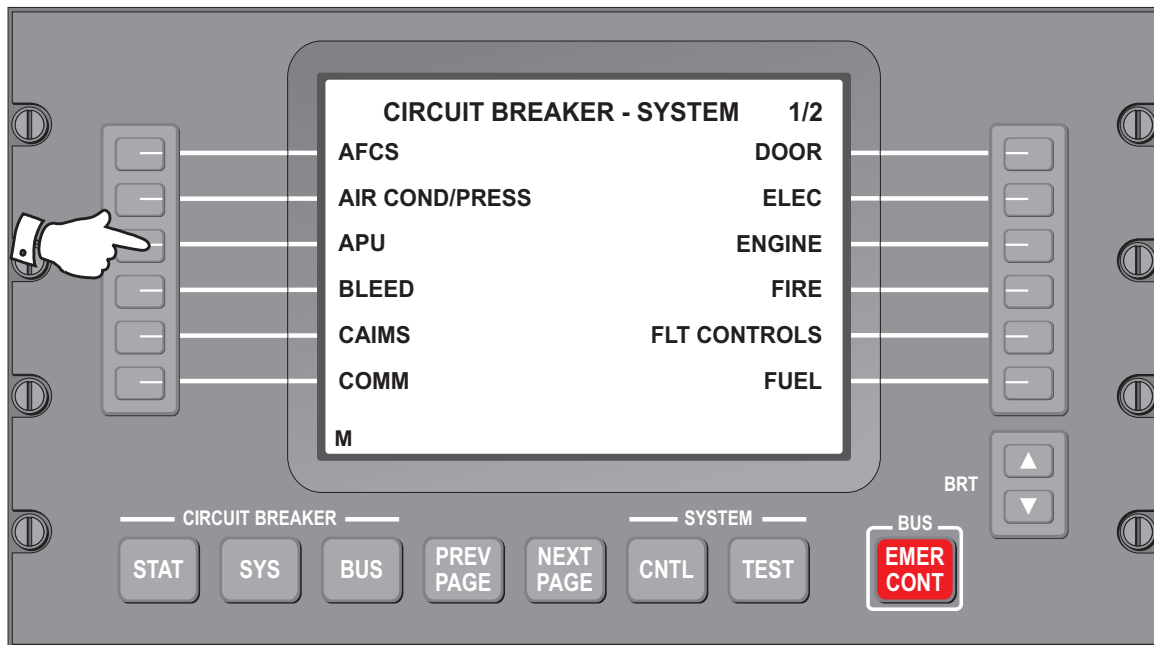 CIRCUIT BREAKER - SYSTEM 1/2
AFCS DOOR
AIR COND/PRESS ELEC
APU ENGINE
BLEED FIRE
CAIMS FLT CONTROLS
COMM FUEL
M
BRT
CIRCUIT BREAKER SYSTEM BUS
STAT SYS BUS PREV PAGE NEXT PAGE CNTL TEST EMER CONT